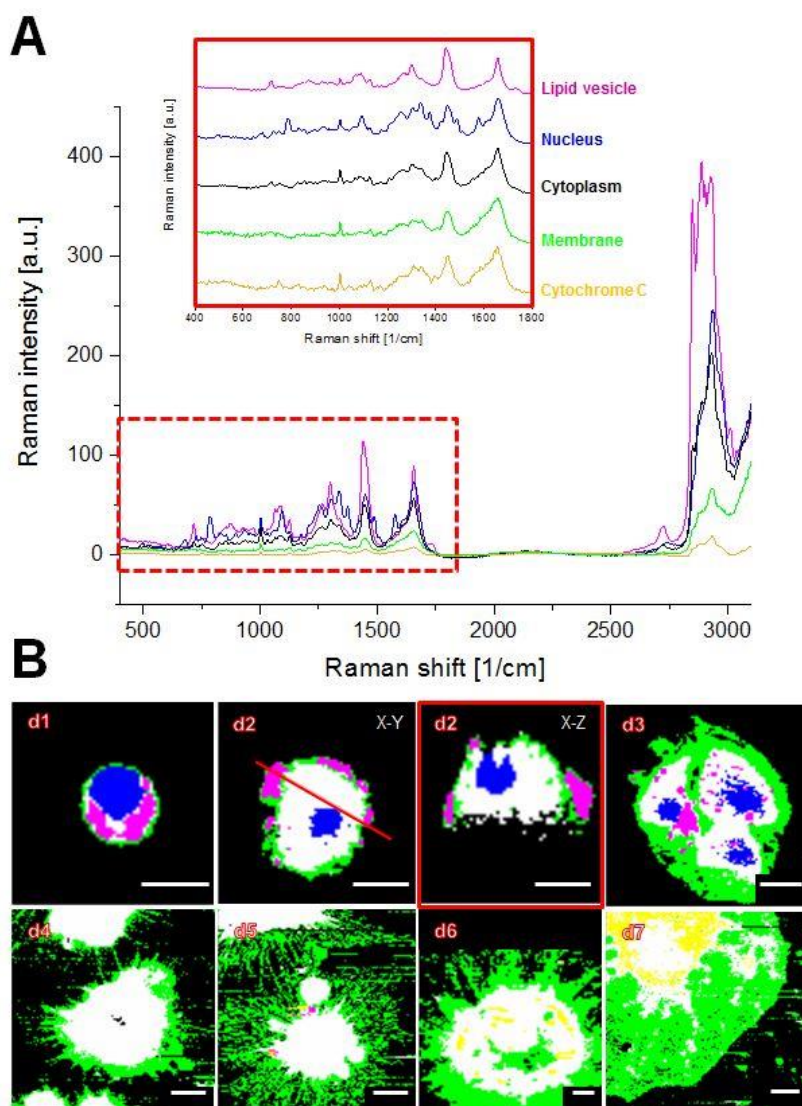 A
Raman intensity [a.u.]
Lipid vesicle
Nucleus
Cytoplasm
Membrane
Cytochrome C
400 600 800 1000 1200 1400 1600 1800
Raman shift [1/cm]
Raman intensity [a.u.]
400
300
200
100
0
500 1000 1500 2000 2500 3000
Raman shift [1/cm]
B
d1
d2 X-Y
d2 X-Z
d3
d4
d5
d6
d7